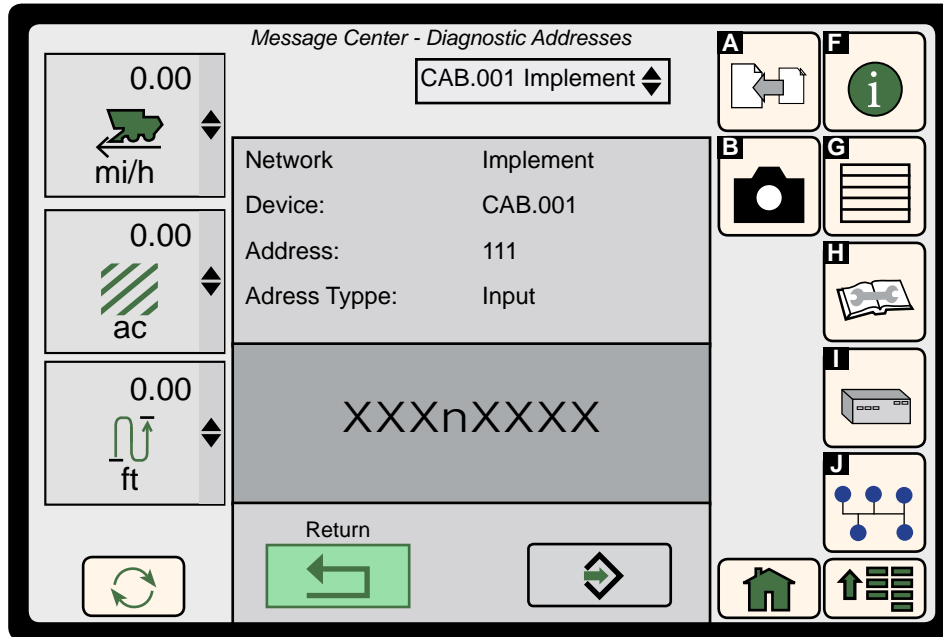 Message Center - Diagnostic Addresses
CAB.001 Implement
0.00
mi/h
0.00
ac
0.00
ft
Network Implement
Device: CAB.001
Address: 111
Adress Typpe: Input
XXXnXXXX
Return
A
F
i
B
G
H
I
J